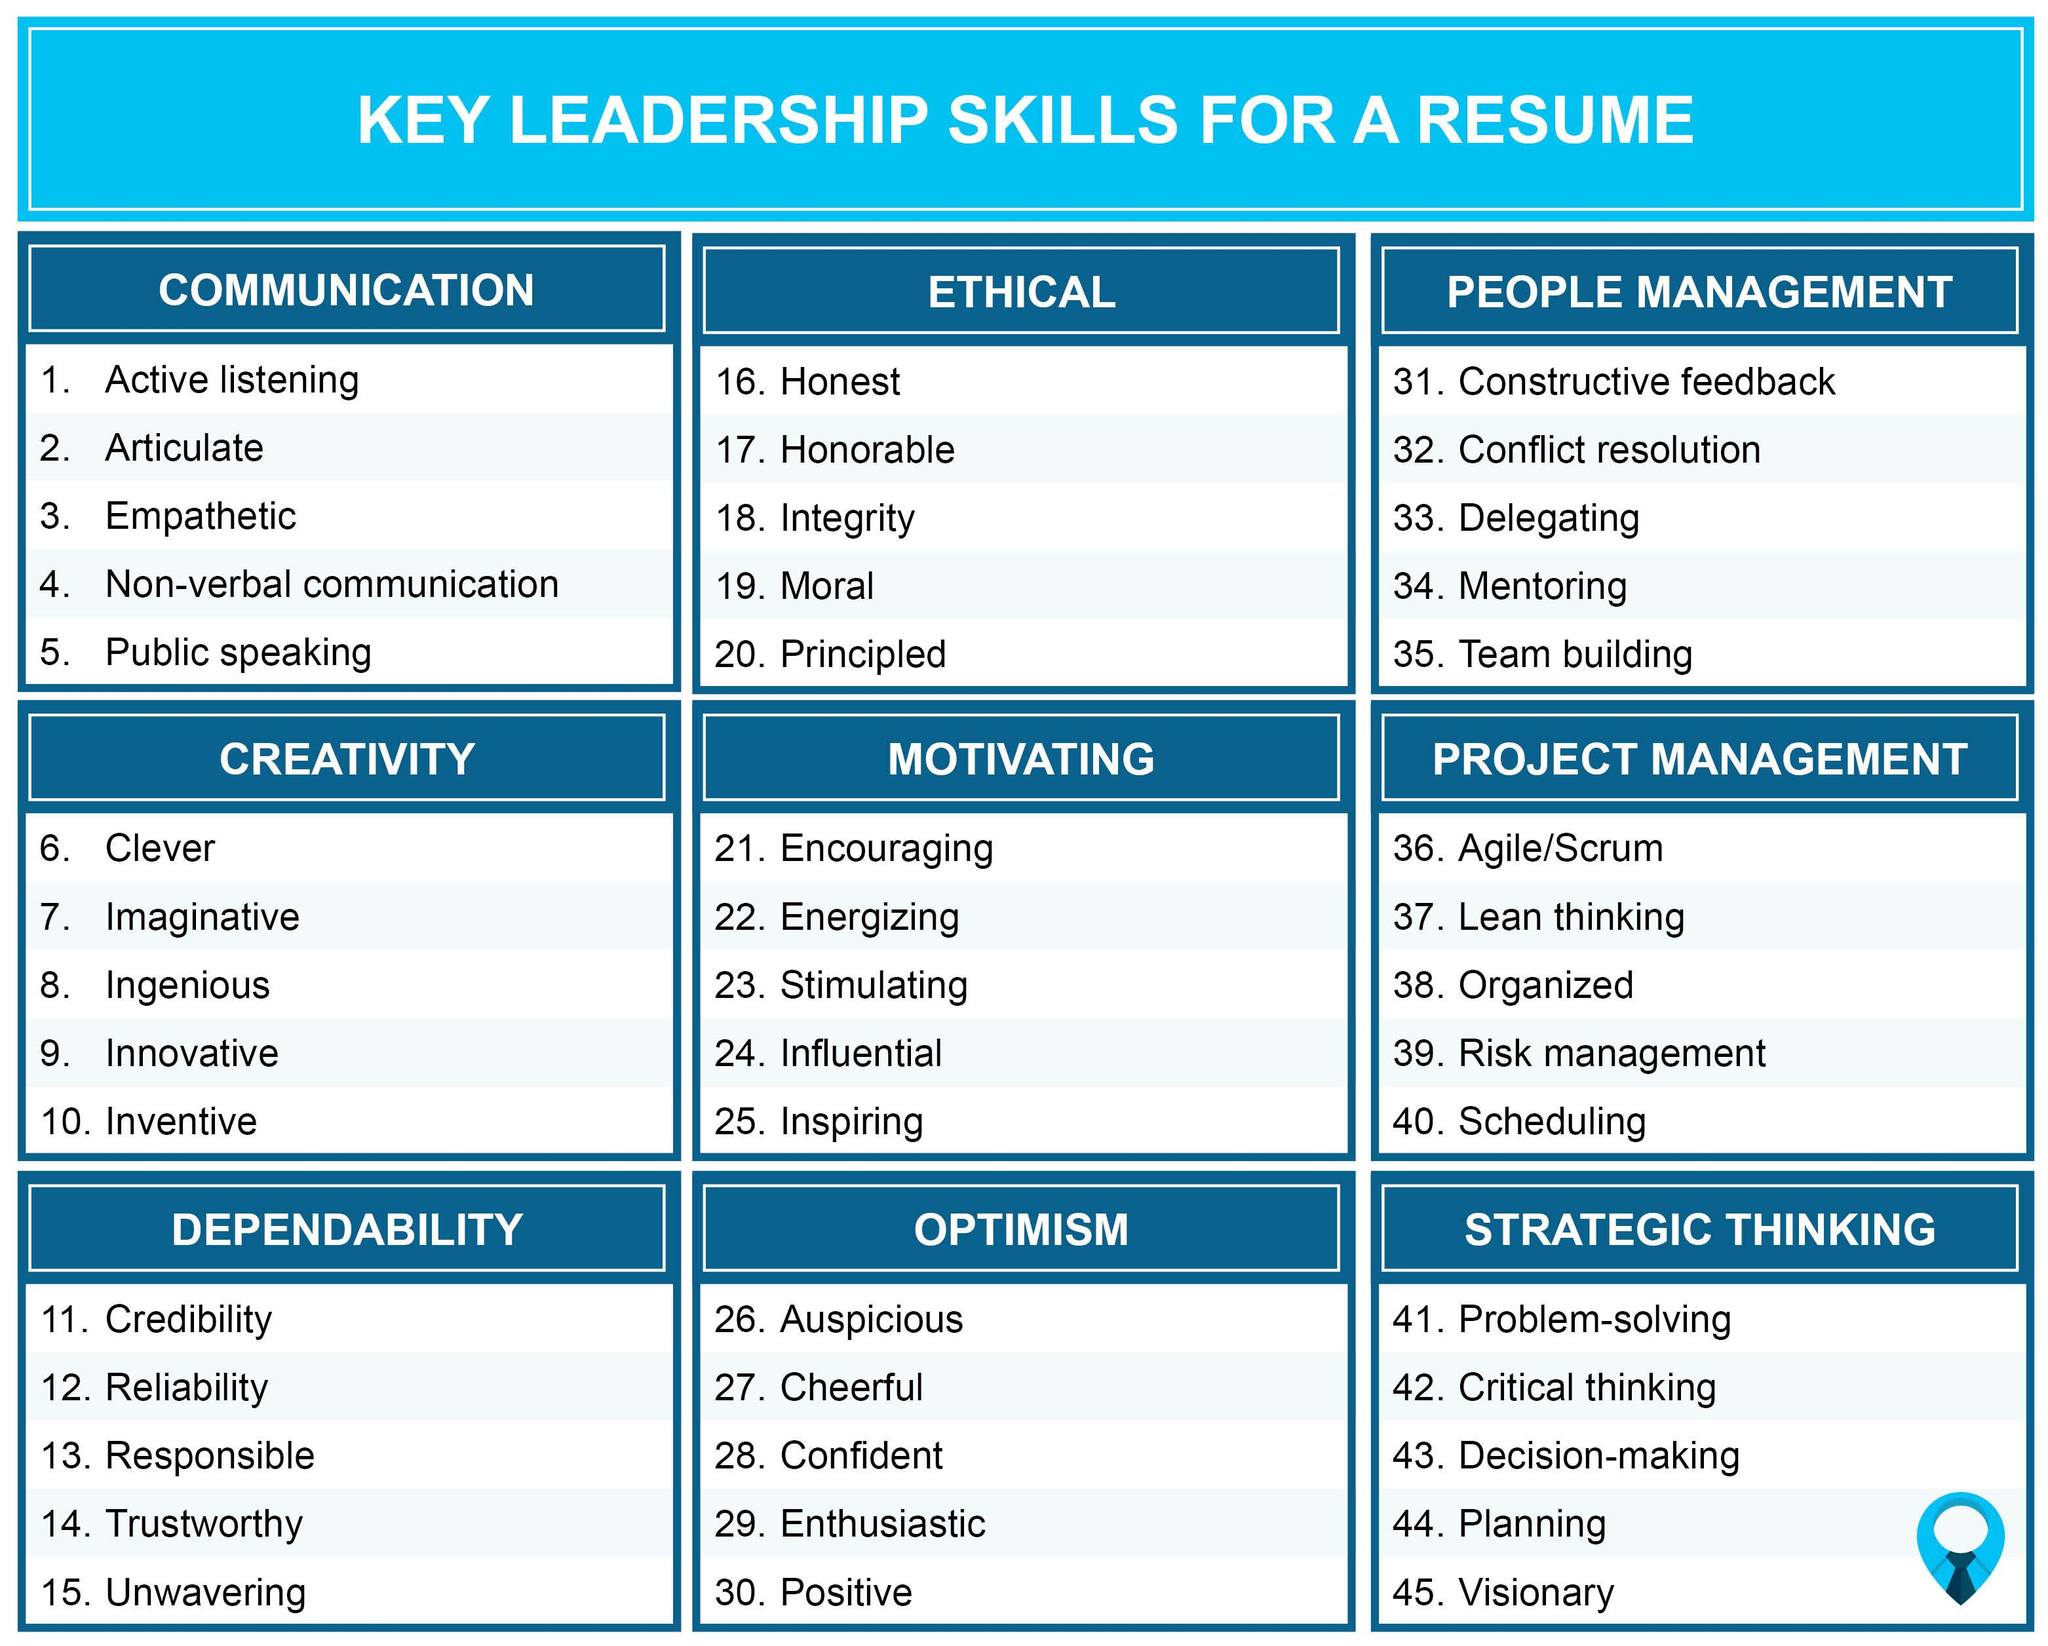 KEY LEADERSHIP SKILLS FOR A RESUME
COMMUNICATION
1. Active listening
2. Articulate
3. Empathetic
4. Non-verbal communication
5. Public speaking
CREATIVITY
6. Clever
7. Imaginative
8. Ingenious
9. Innovative
10. Inventive
DEPENDABILITY
11. Credibility
12. Reliability
13. Responsible
14. Trustworthy
15. Unwavering
ETHICAL
16. Honest
17. Honorable
18. Integrity
19. Moral
20. Principled
MOTIVATING
21. Encouraging
22. Energizing
23. Stimulating
24. Influential
25. Inspiring
OPTIMISM
26. Auspicious
27. Cheerful
28. Confident
29. Enthusiastic
30. Positive
PEOPLE MANAGEMENT
31. Constructive feedback
32. Conflict resolution
33. Delegating
34. Mentoring
35. Team building
PROJECT MANAGEMENT
36. Agile/Scrum
37. Lean thinking
38. Organized
39. Risk management
40. Scheduling
STRATEGIC THINKING
41. Problem-solving
42. Critical thinking
43. Decision-making
44. Planning
45. Visionary